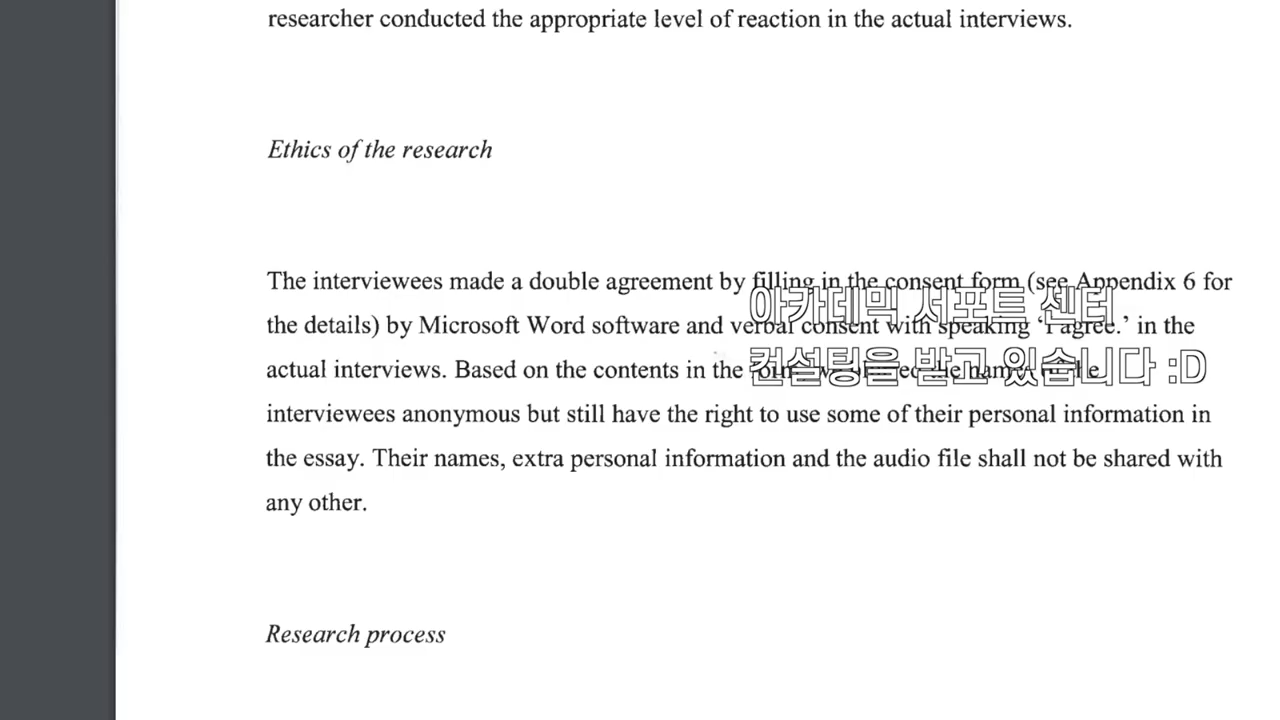 researcher conducted the appropriate level of reaction in the actual interviews.
Ethics of the research
The interviewees made a double agreement by filling in the consent form (see Appendix 6 for
the details) by Microsoft Word software and verbal consent with speaking ‘I agree.’ in the
actual interviews. Based on the contents in the the name of the
interviewees anonymous but still have the right to use some of their personal information in
the essay. Their names, extra personal information and the audio file shall not be shared with
any other.
Research process
아카데믹 서포트 센터
컨설팅을 받고 있습니다 :D